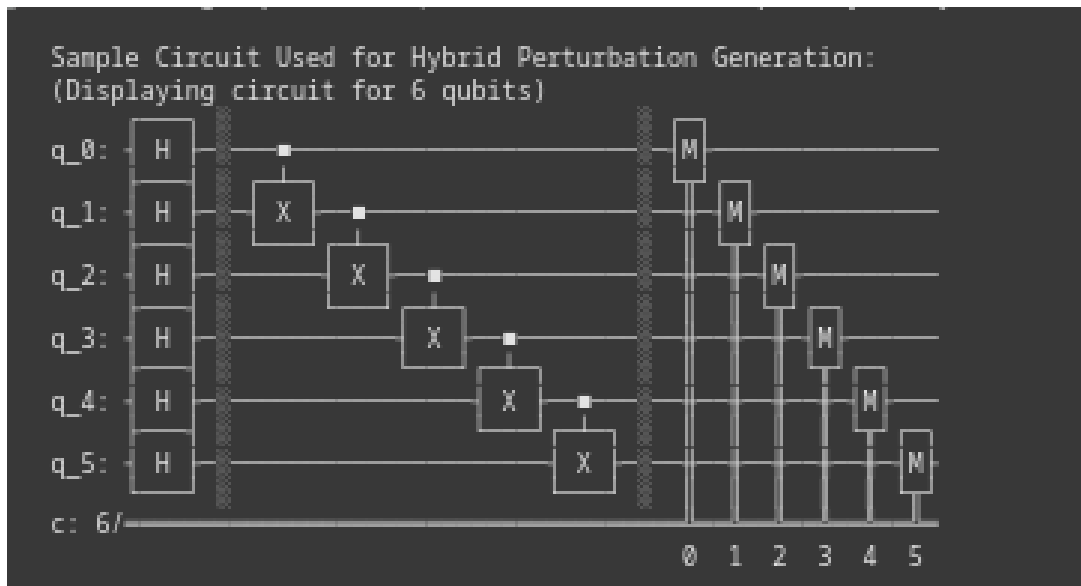 Sample Circuit Used for Hybrid Perturbation Generation:
(Displaying circuit for 6 qubits)
q_0: H M
q_1: H X M
q_2: H X M
q_3: H X M
q_4: H X M
q_5: H X M
c: 6/
0 1 2 3 4 5